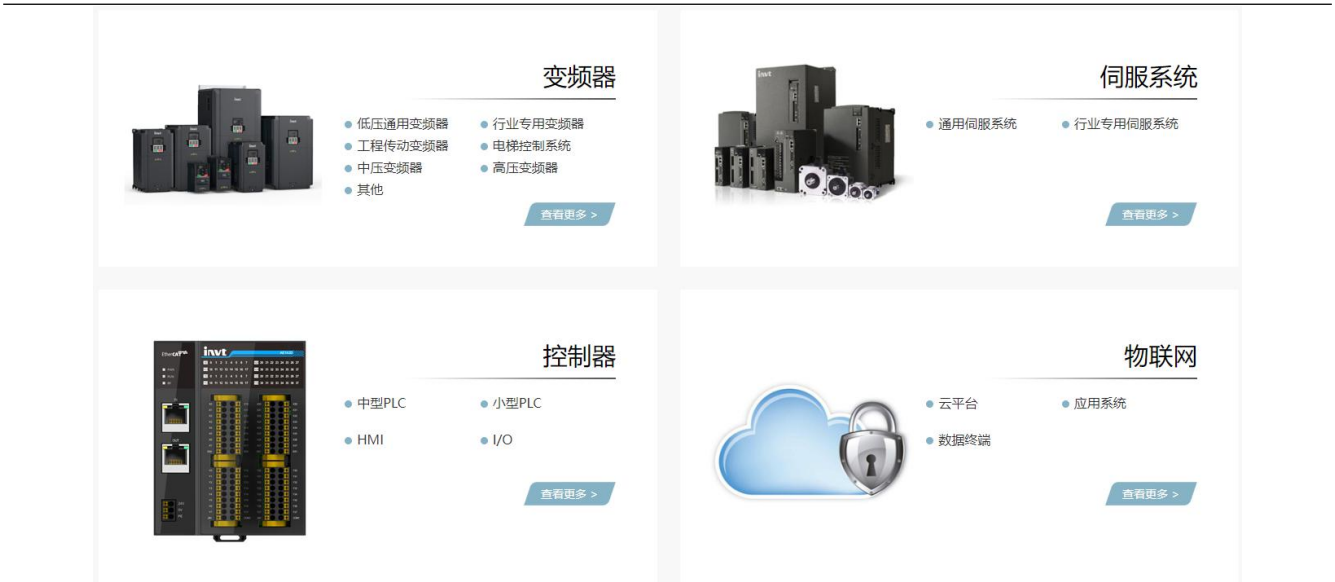 变频器
低压通用变频器
行业专用变频器
工程传动变频器
电梯控制系统
中压变频器
高压变频器
其他
查看更多 >
invt
伺服系统
通用伺服系统
行业专用伺服系统
查看更多 >
EtherCAT
invt
控制器
中型PLC
小型PLC
HMI
I/O
查看更多 >
物联网
云平台
应用系统
数据终端
查看更多 >